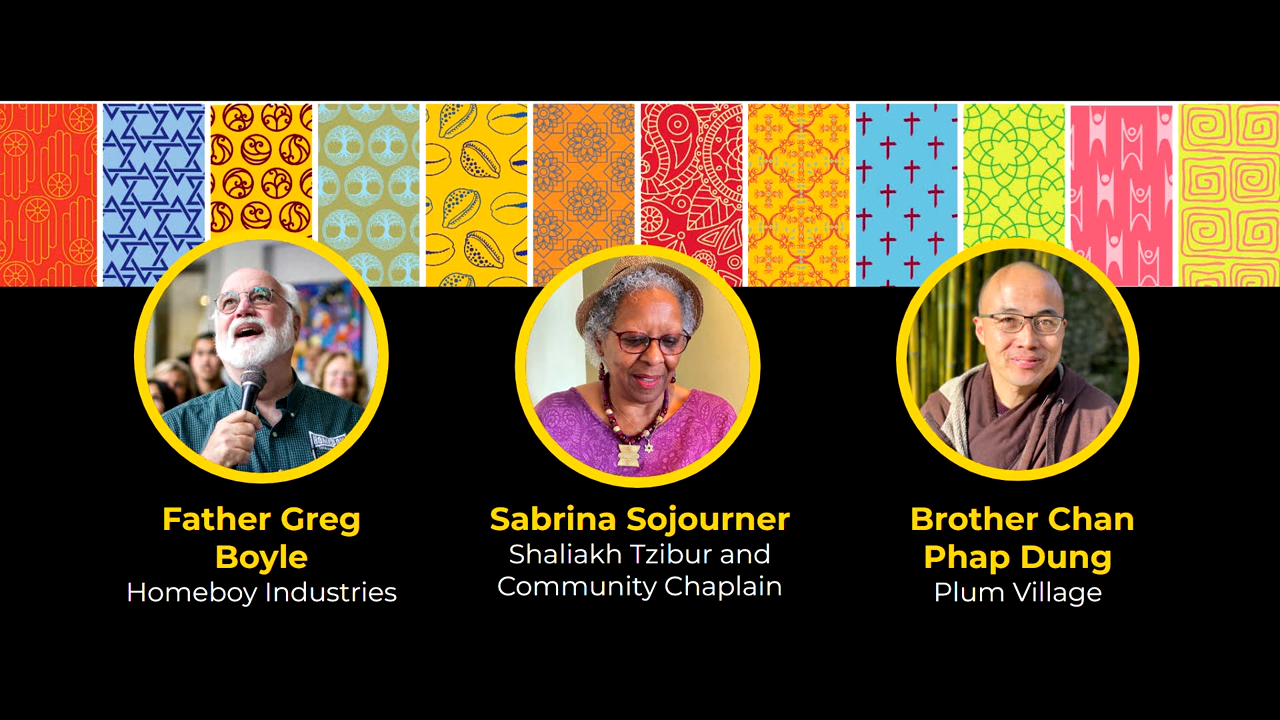 Father Greg
Boyle
Homeboy Industries
Sabrina Sojourner
Shaliakh Tzibur and
Community Chaplain
Brother Chan
Phap Dung
Plum Village